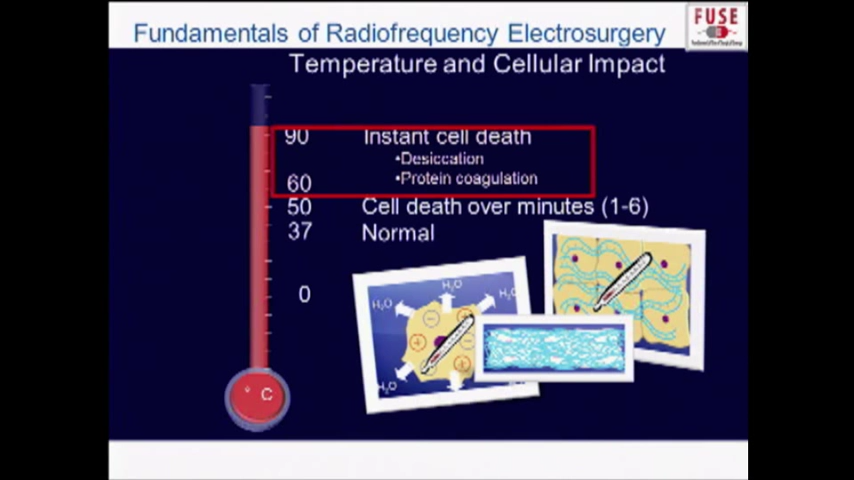 Fundamentals of Radiofrequency Electrosurgery
FUSE
Temperature and Cellular Impact
90 Instant cell death
•Desiccation
•Protein coagulation
60
50 Cell death over minutes (1-6)
37 Normal
0
H2O
H2O
H2O
H2O
° C